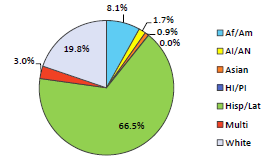 8.1%
1.7%
0.9%
0.0%
19.8%
3.0%
66.5%
Af/Am
AI/AN
Asian
HI/PI
Hisp/Lat
Multi
White